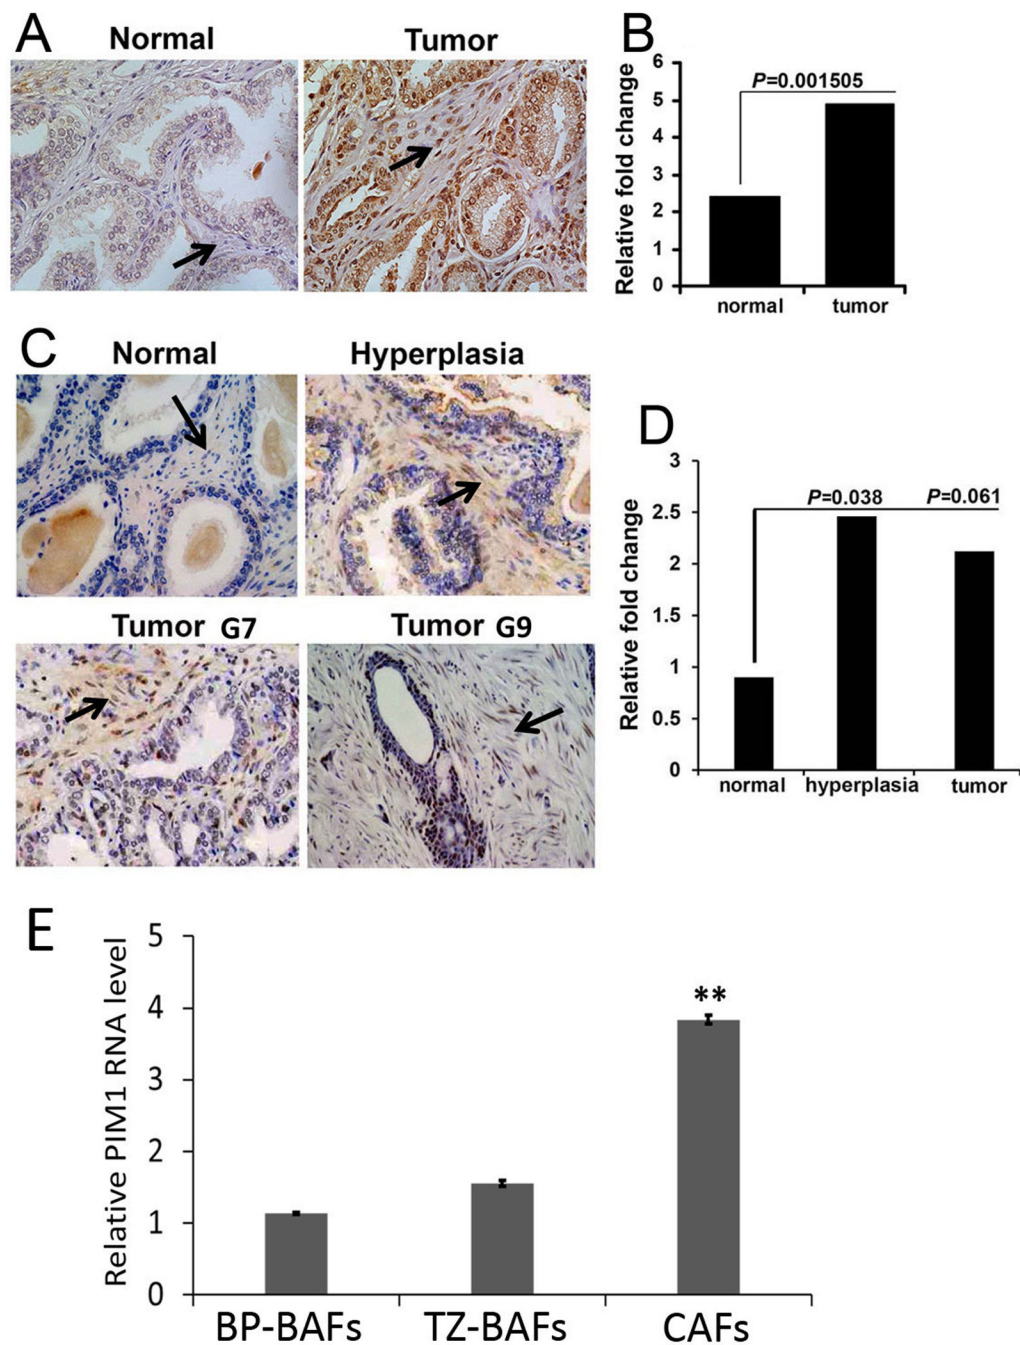 A
Normal
Tumor
B
Relative fold change
6
5
4
3
2
1
0
P=0.001505
normal
tumor
C
Normal
Hyperplasia
Tumor G7
Tumor G9
D
Relative fold change
3
2.5
2
1.5
1
0.5
0
P=0.038
P=0.061
normal
hyperplasia
tumor
E
Relative PIM1 RNA level
5
4
3
2
1
0
**
BP-BAFs
TZ-BAFs
CAFs